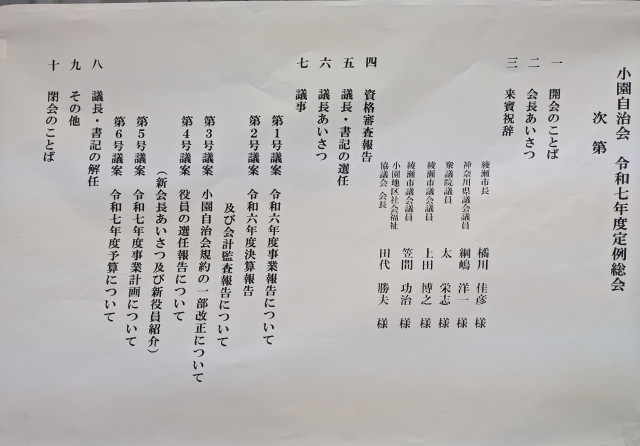 小園自治会 令和七年度定例総会
次 第
一 開会のことば
二 会長あいさつ
三 来賓祝辞
綾瀬市長 橘川 佳彦 様
神奈川県議会議員 綱嶋 洋一 様
衆議院議員 太 栄志 様
綾瀬市議会議員 上田 博之 様
綾瀬市議会議員 笠間 功治 様
小園地区社会福祉
協議会 会長 田代 勝夫 様
四 資格審査報告
五 議長・書記の選任
六 議長あいさつ
七 議事
第1号議案 令和六年度事業報告について
第2号議案 令和六年度決算報告
及び会計監査報告について
第3号議案 小園自治会規約の一部改正について
第4号議案 役員の選任報告について
（新会長あいさつ及び新役員紹介）
第5号議案 令和七年度事業計画について
第6号議案 令和七年度予算について
八 議長・書記の解任
九 その他
十 閉会のことば